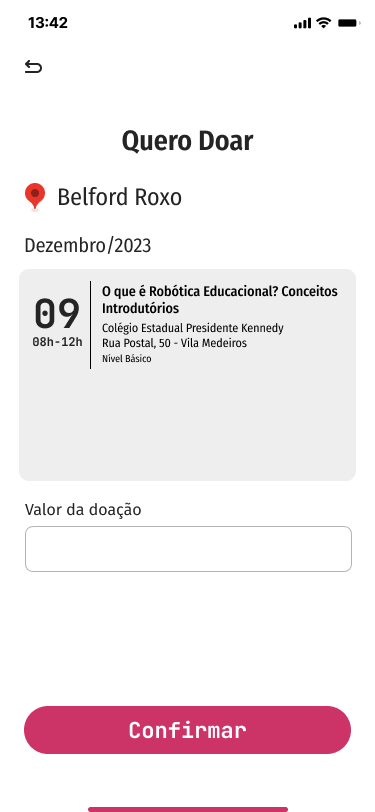 13:42
Quero Doar
Belford Roxo
Dezembro/2023
09
08h-12h
O que é Robótica Educacional? Conceitos
Introdutórios
Colégio Estadual Presidente Kennedy
Rua Postal, 50 - Vila Medeiros
Nível Básico
Valor da doação
Confirmar